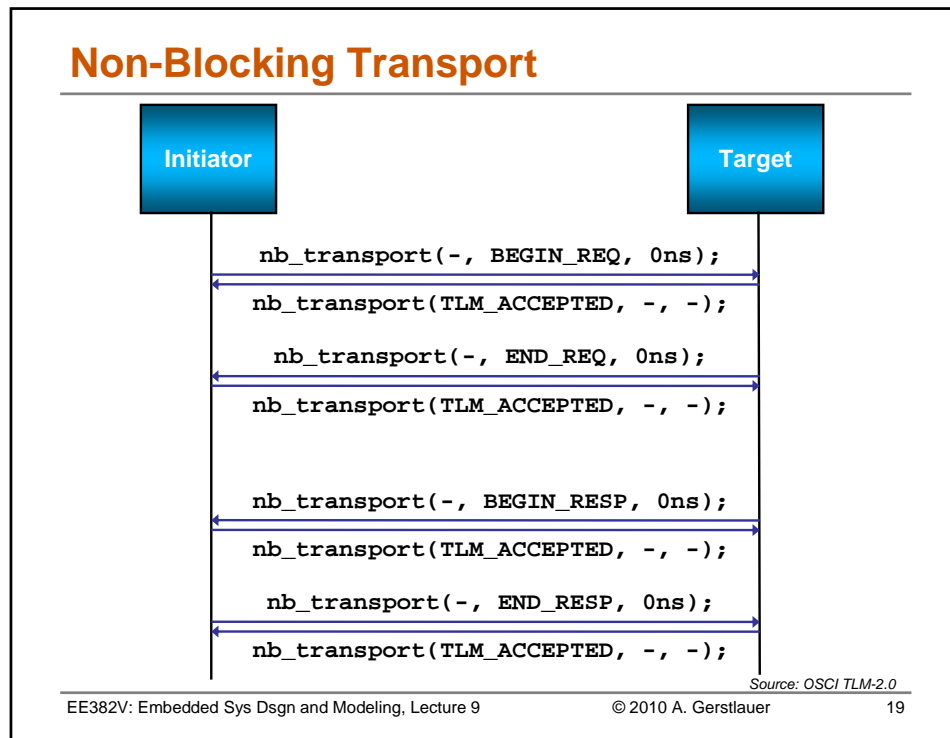 Non-Blocking Transport
Initiator
Target
nb_transport(-, BEGIN_REQ, 0ns);
nb_transport(TLM_ACCEPTED, -, -);
nb_transport(-, END_REQ, 0ns);
nb_transport(TLM_ACCEPTED, -, -);
nb_transport(-, BEGIN_RESP, 0ns);
nb_transport(TLM_ACCEPTED, -, -);
nb_transport(-, END_RESP, 0ns);
nb_transport(TLM_ACCEPTED, -, -);
Source: OSCI TLM-2.0
EE382V: Embedded Sys Dsgn and Modeling, Lecture 9
© 2010 A. Gerstlauer
19